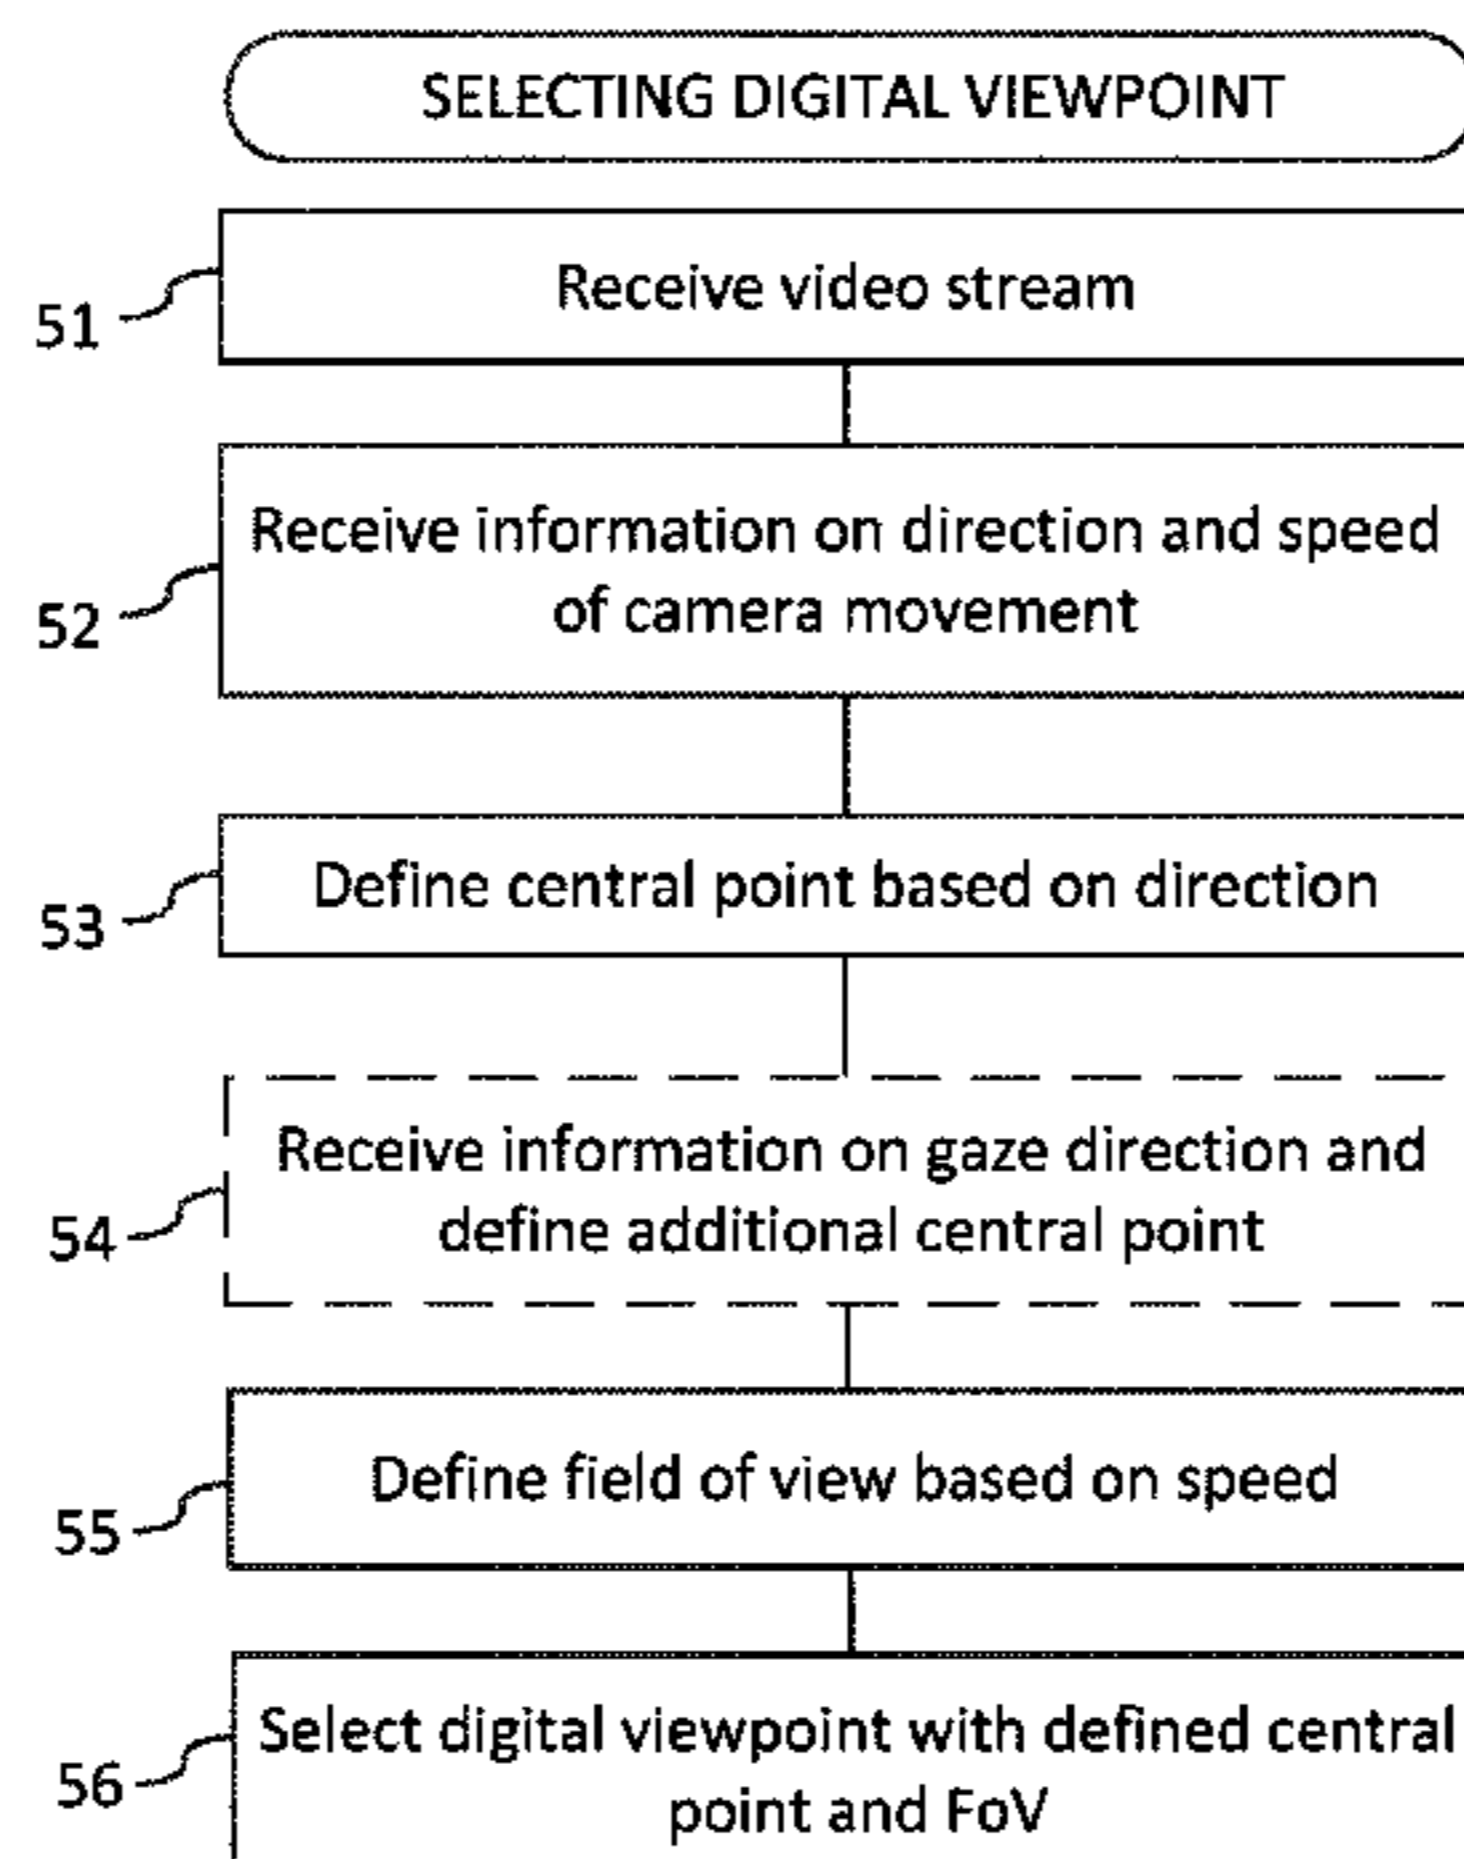 SELECTING DIGITAL VIEWPOINT
51
Receive video stream
52
Receive information on direction and speed
of camera movement
53
Define central point based on direction
54
Receive information on gaze direction and
define additional central point
55
Define field of view based on speed
56
Select digital viewpoint with defined central
point and FoV